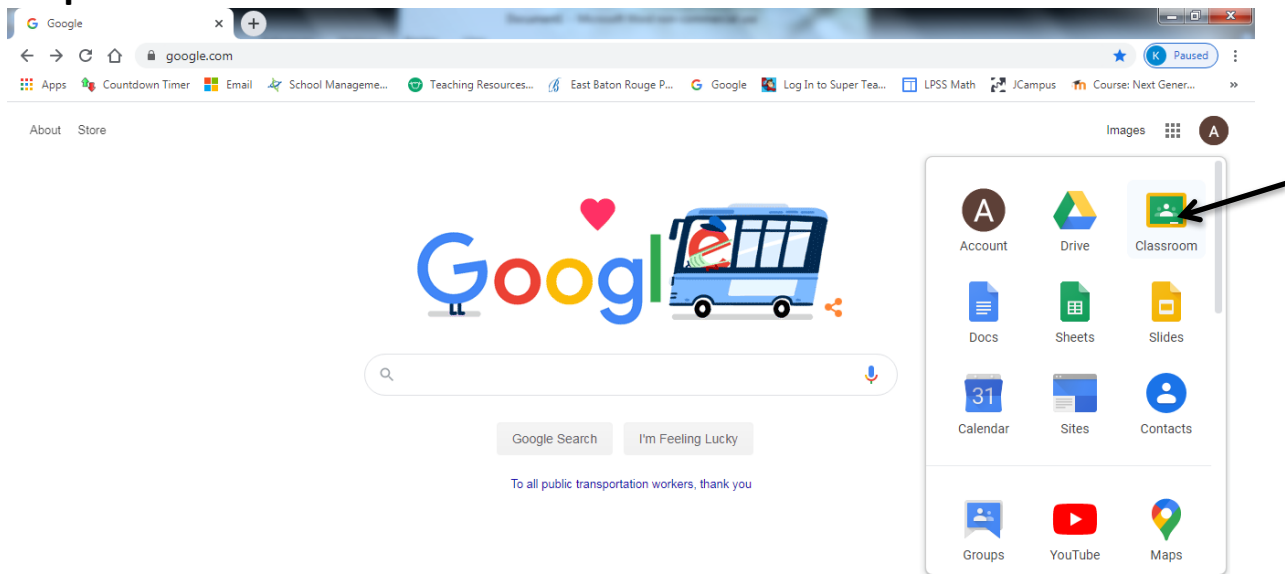 Google
google.com
Paused
K
Apps Countdown Timer Email School Manageme... Teaching Resources... East Baton Rouge P... Google Log In to Super Tea... LPSS Math JCampus Course: Next Gener... »
About Store
Images
A
A
Account Drive Classroom
Google
Docs Sheets Slides
31
Calendar Sites Contacts
Google Search I'm Feeling Lucky
To all public transportation workers, thank you
Groups YouTube Maps